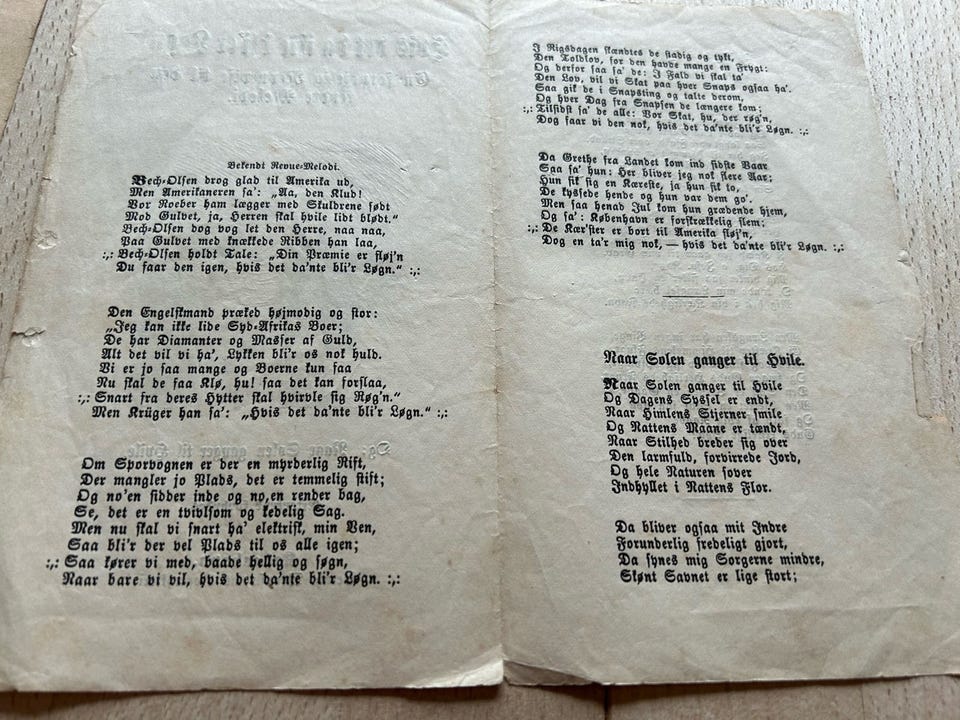 Bekendt Revue-Melodi.
Bech-Olsen drog glad til Amerika ud,
Men Amerikaneren sa': „Aa, den Klud!
Vor Roeber ham lægger med Skuldrene født
Mod Gulvet, ja, Herren skal hvile lidt blødt.“
Bech-Olsen dog vog let den Herre, naa naa,
Paa Gulvet med knækkede Ribben han laa,
:,: Bech-Olsen holdt Tale: „Din Præmie er fløj'n
Du faar den igen, hvis det da'nte bli'r Løgn.“ :,:
Den Engelskmand præked højmodig og stor:
„Jeg kan ikke lide Syd-Afrikas Boer;
De har Diamanter og Masser af Guld,
Alt det vil vi ha', Lykken bli'r os nok huld.
Vi er jo saa mange og Boerne kun faa
Nu skal de faa Klø, hu! saa det kan forslaa,
:,: Snart fra deres Hytter skal hvirvle sig Røg'n.“
Men Krüger han sa': „Hvis det da'nte bli'r Løgn.“ :,:
Om Sporvognen er der en myrderlig Rift,
Der mangler jo Plads, det er temmelig stift;
Og no'en sidder inde og no,en render bag,
Se, det er en tvivlsom og kedelig Sag.
Men nu skal vi snart ha' elektrisk, min Ven,
Saa bli'r der vel Plads til os alle igen;
:,: Saa kører vi med, baade hellig og søgn,
Naar bare vi vil, hvis det da'nte bli'r Løgn. :,:
I Rigsdagen skændtes de stadig og tykt,
Den Toldlov, for den havde mange en Frygt:
Og derfor saa sa' de: I Fald vi skal ta'
Den Lov, vil vi Skat paa hver Snaps ogsaa ha'.
Saa gik de i Snapsting og talte derom,
Og hver Dag fra Snapsen de længere kom;
:,: Tilsidst sa' de alle: Vor Skat, hu, der røg'n,
Dog faar vi den nok, hvis det da'nte bli'r Løgn. :,:
Da Grethe fra Landet kom ind sidste Vaar
Saa sa' hun: Her bliver jeg nok flere Aar;
Hun fik sig en Kæreste, ja hun fik to,
De kyssede hende og hun var dem go'.
Men saa henad Jul kom hun grædende hjem,
Og sa': København er forskrækkelig slem;
:,: De Kær'ster er bort til Amerika fløj'n,
Dog en ta'r mig nok, — hvis det da'nte bli'r Løgn. :,:
Naar Solen ganger til Hvile.
Naar Solen ganger til Hvile
Og Dagens Syssel er endt,
Naar Himlens Stjerner smile
Og Nattens Maane er tændt,
Naar Stilhed breder sig over
Den larmfuld, forvirrede Jord,
Og hele Naturen sover
Indhyllet i Nattens Flor.
Da bliver ogsaa mit Indre
Forunderlig fredeligt gjort,
Da synes mig Sorgerne mindre,
Skønt Savnet er lige stort;